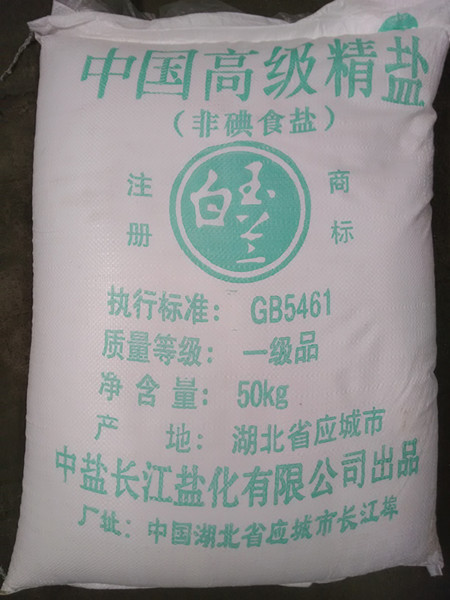 中国高级精盐
(非碘食盐)
注册
白玉兰
商标
执行标准: GB5461
质量等级: 一级品
净含量: 50kg
产地: 湖北省应城市
中盐长江盐化有限公司出品
厂址: 中国湖北省应城市长江埠